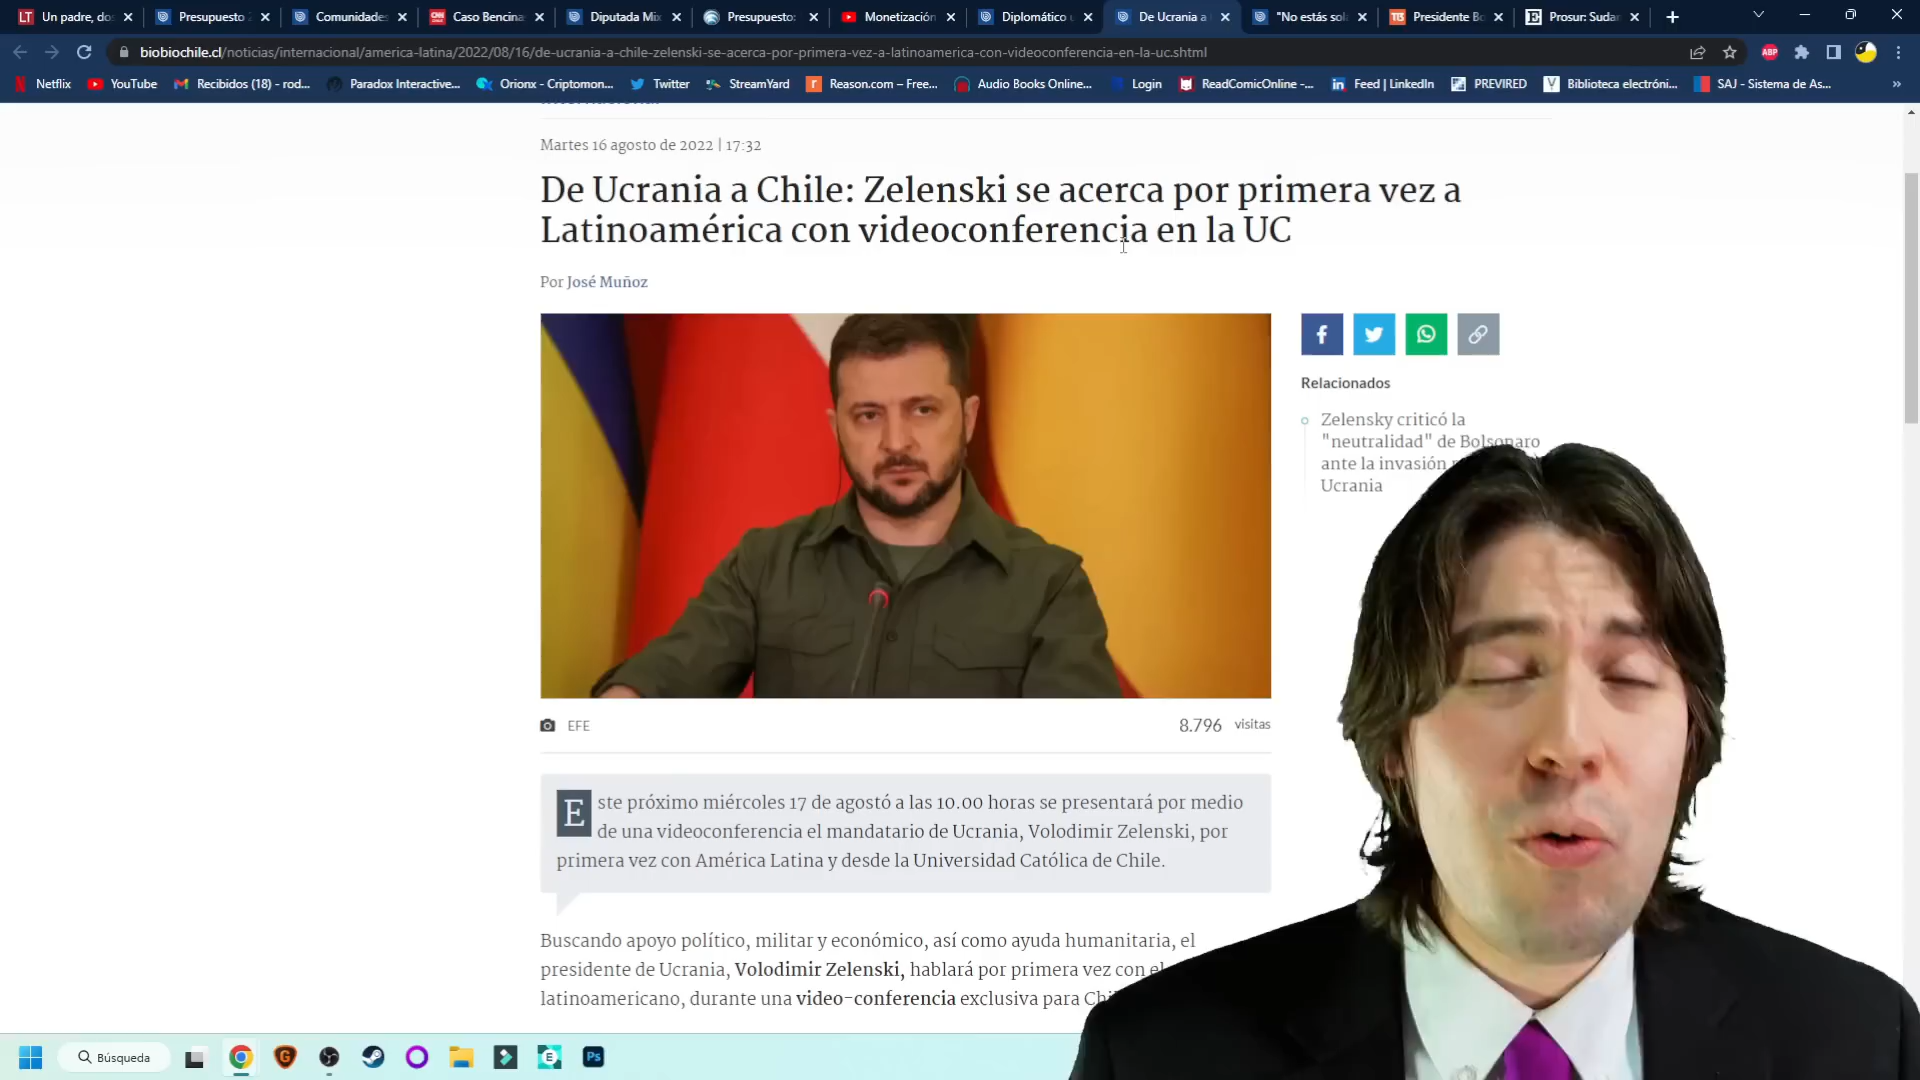 Un padre, do
Presupuesto
Comunidades
Caso Bencina
Diputada Mix
Presupuesto:
Monetización
Diplomático
De Ucrania a
"No estás sol
Presidente Bo
Prosur: Sudar
biobiochile.cl/noticias/internacional/america-latina/2022/08/16/de-ucrania-a-chile-zelenski-se-acerca-por-primera-vez-a-latinoamerica-con-videoconferencia-en-la-uc.shtml
ABP
Netflix
YouTube
Recibidos (18) - rod...
Paradox Interactive...
Orionx - Criptomon...
Twitter
StreamYard
Reason.com – Free...
Audio Books Online...
Login
ReadComicOnline -...
Feed | LinkedIn
PREVIRED
Biblioteca electróni...
SAJ - Sistema de As...
Martes 16 agosto de 2022 | 17:32
De Ucrania a Chile: Zelenski se acerca por primera vez a
Latinoamérica con videoconferencia en la UC
Por José Muñoz
Relacionados
Zelensky criticó la
"neutralidad" de Bolsonaro
ante la invasión
Ucrania
EFE
8.796 visitas
Este próximo miércoles 17 de agostó a las 10.00 horas se presentará por medio
de una videoconferencia el mandatario de Ucrania, Volodimir Zelenski, por
primera vez con América Latina y desde la Universidad Católica de Chile.
Buscando apoyo político, militar y económico, así como ayuda humanitaria, el
presidente de Ucrania, Volodimir Zelenski, hablará por primera vez con el
latinoamericano, durante una video-conferencia exclusiva para Chi
Búsqueda
Ps